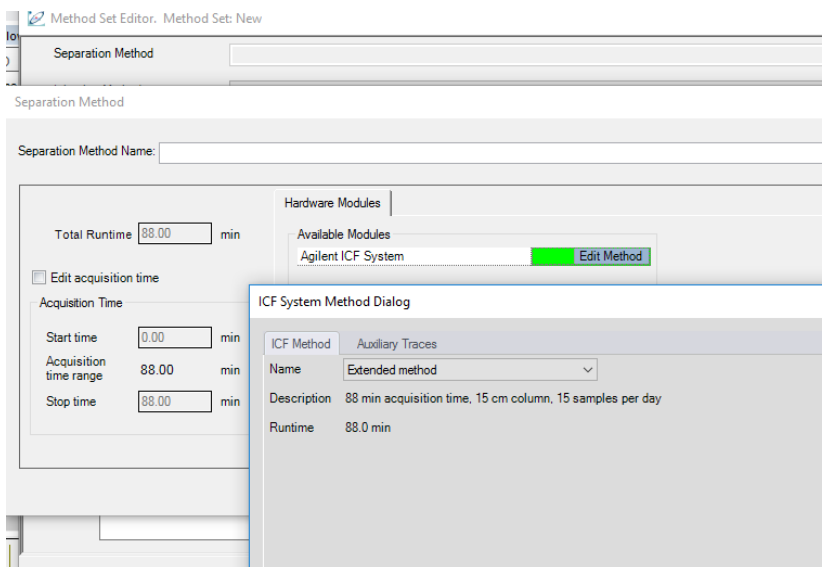 Method Set Editor. Method Set: New
Separation Method
Separation Method
Separation Method Name:
Hardware Modules
Total Runtime 88.00 min
Available Modules
Agilent ICF System Edit Method
Edit acquisition time
Acquisition Time
Start time 0.00 min
Acquisition time range 88.00 min
Stop time 88.00 min
ICF System Method Dialog
ICF Method Auxiliary Traces
Name Extended method
Description 88 min acquisition time, 15 cm column, 15 samples per day
Runtime 88.0 min